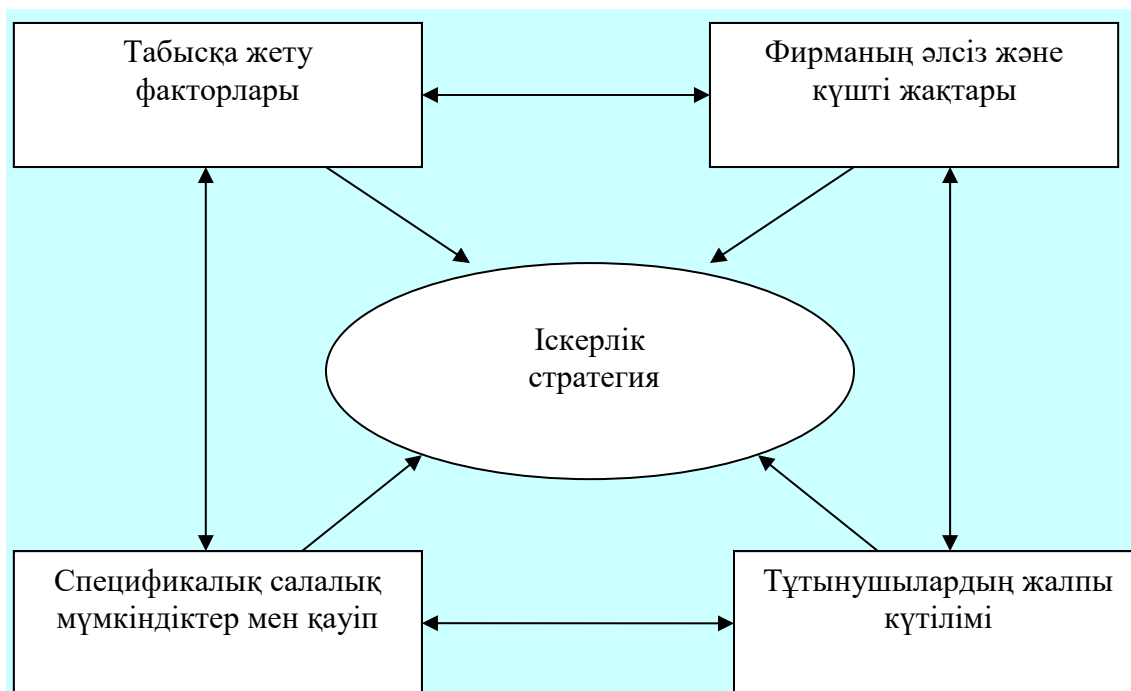 Табысқа жету
факторлары
Фирманың әлсіз және
күшті жақтары
Іскерлік
стратегия
Спецификалық салалық
мүмкіндіктер мен қауіп
Тұтынушылардың жалпы
күтілімі